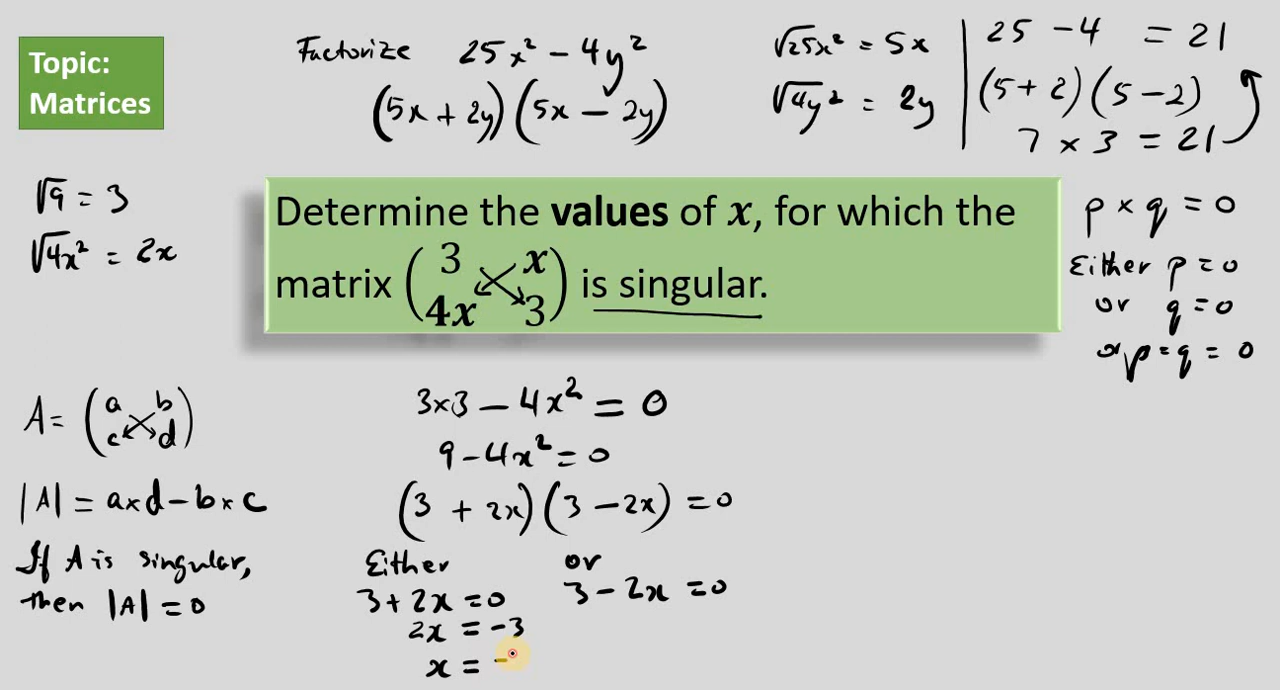 Topic:
Matrices
Factorize 25x² − 4y²
(5x + 2y)(5x − 2y)
√25x² = 5x
√4y² = 2y
25 − 4 = 21
(5 + 2)(5 − 2)
7 × 3 = 21
√9 = 3
√4x² = 2x
Determine the values of x, for which the
matrix (3 x
4x 3) is singular.
p × q = 0
Either p = 0
or q = 0
or p = q = 0
A = (a b
c d)
|A| = a×d − b×c
If A is singular,
then |A| = 0
3×3 − 4x² = 0
9 − 4x² = 0
(3 + 2x)(3 − 2x) = 0
Either or
3 + 2x = 0 3 − 2x = 0
2x = −3
x = −